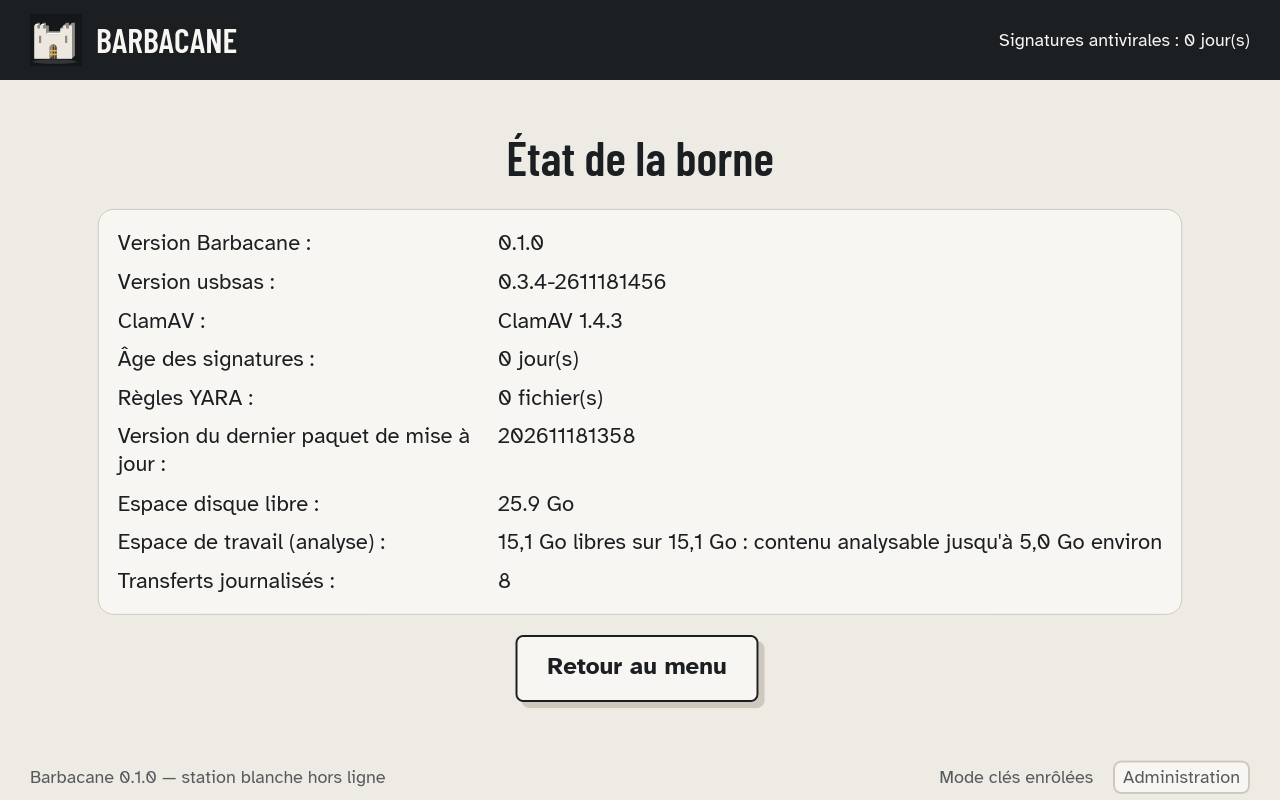 BARBACANE
Signatures antivirales : 0 jour(s)
État de la borne
Version Barbacane : 0.1.0
Version usbsas : 0.3.4-2611181456
ClamAV : ClamAV 1.4.3
Âge des signatures : 0 jour(s)
Règles YARA : 0 fichier(s)
Version du dernier paquet de mise à jour : 202611181358
Espace disque libre : 25.9 Go
Espace de travail (analyse) : 15,1 Go libres sur 15,1 Go : contenu analysable jusqu'à 5,0 Go environ
Transferts journalisés : 8
Retour au menu
Barbacane 0.1.0 — station blanche hors ligne
Mode clés enrôlées
Administration